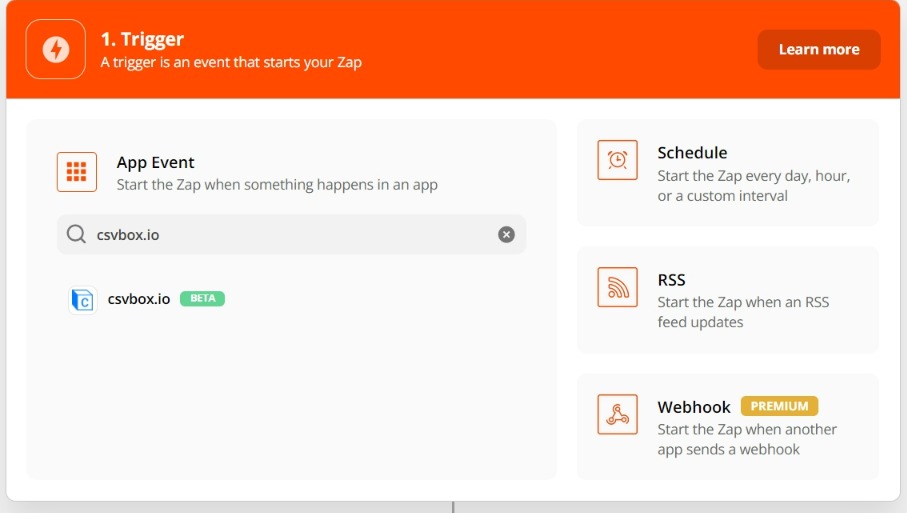 1. Trigger
A trigger is an event that starts your Zap
Learn more
App Event
Start the Zap when something happens in an app
csvbox.io
C csvbox.io BETA
Schedule
Start the Zap every day, hour,
or a custom interval
RSS
Start the Zap when an RSS
feed updates
Webhook PREMIUM
Start the Zap when another
app sends a webhook